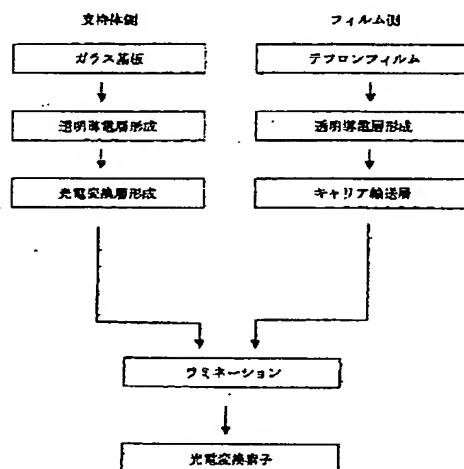 支持体側
フィルム側
ガラス基板
テフロンフィルム
透明導電層形成
透明導電層形成
光電変換層形成
キャリア輸送層
ラミネーション
光電変換素子